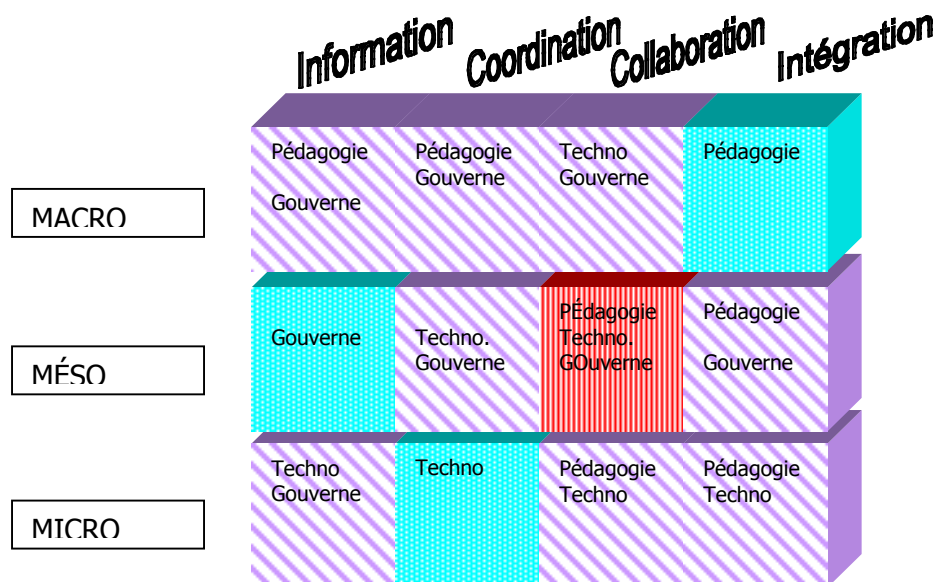 Information
Coordination
Collaboration
Intégration
MACRO
Pédagogie
Gouverne
Pédagogie
Gouverne
Techno
Gouverne
Pédagogie
MÉSO
Gouverne
Techno.
Gouverne
PÉdagogie
Techno.
GOuverne
Pédagogie
Gouverne
MICRO
Techno
Gouverne
Techno
Pédagogie
Techno
Pédagogie
Techno